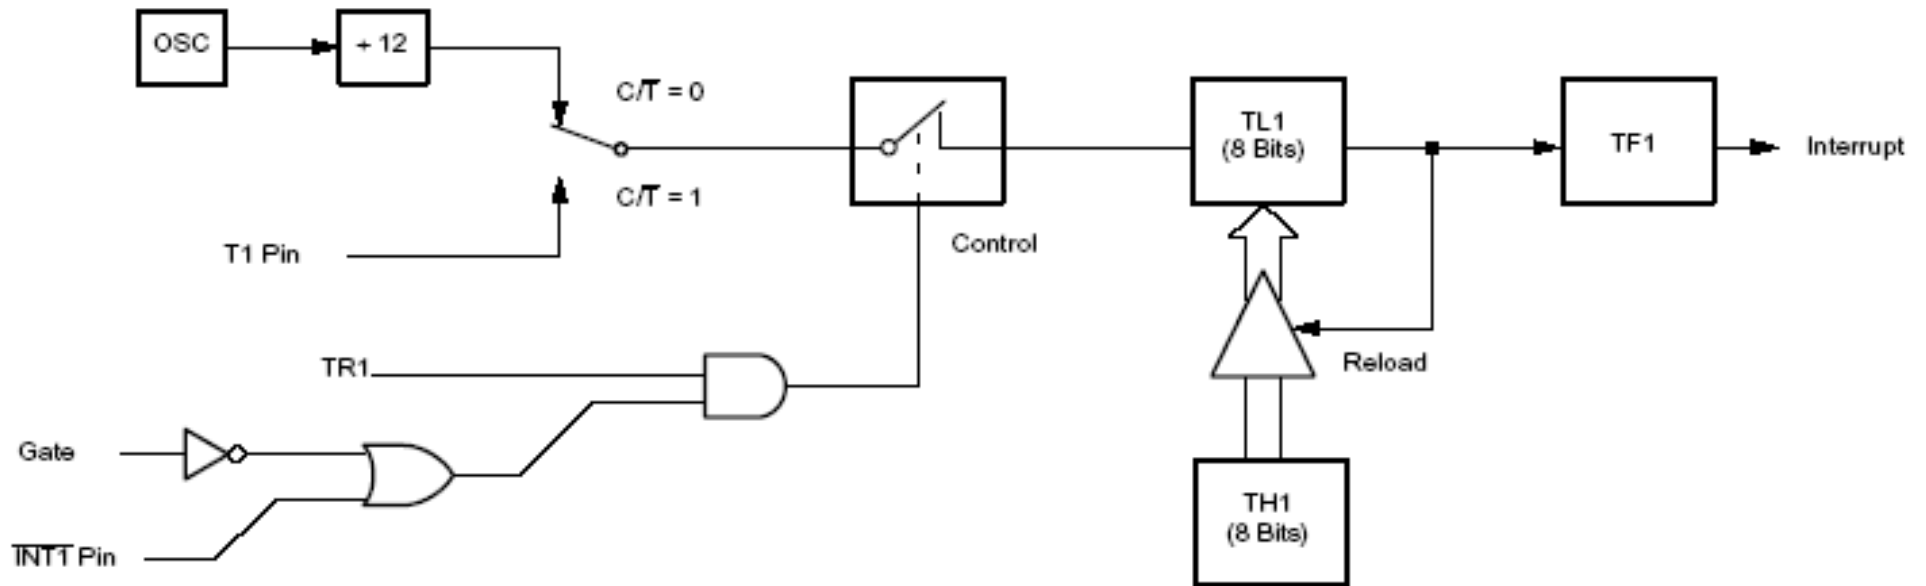 OSC
+ 12
C/T̅ = 0
C/T̅ = 1
T1 Pin
Control
TL1
(8 Bits)
TF1
Interrupt
Reload
TR1
Gate
I̅N̅T̅1̅ Pin
TH1
(8 Bits)